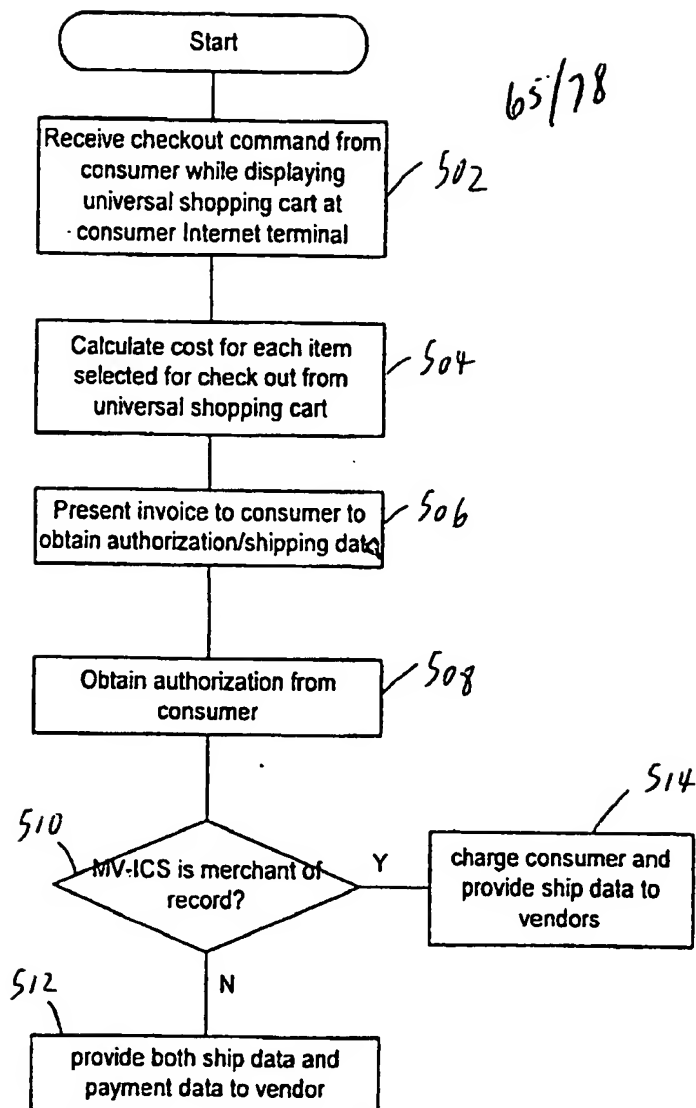 Start
65/78
Receive checkout command from
consumer while displaying
universal shopping cart at
consumer Internet terminal
502
Calculate cost for each item
selected for check out from
universal shopping cart
504
Present invoice to consumer to
obtain authorization/shipping data
506
Obtain authorization from
consumer
508
510
MV-ICS is merchant of
record?
Y
514
charge consumer and
provide ship data to
vendors
N
512
provide both ship data and
payment data to vendor